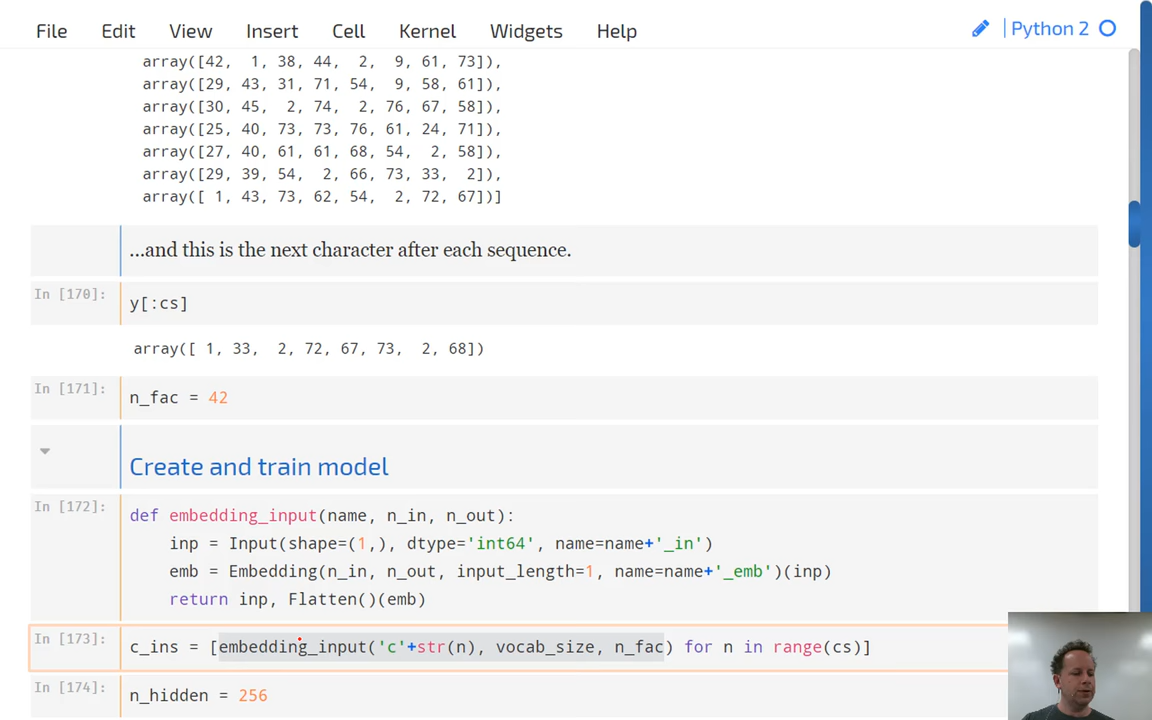 File Edit View Insert Cell Kernel Widgets Help Python 2
array([42, 1, 38, 44, 2, 9, 61, 73]),
array([29, 43, 31, 71, 54, 9, 58, 61]),
array([30, 45, 2, 74, 2, 76, 67, 58]),
array([25, 40, 73, 73, 76, 61, 24, 71]),
array([27, 40, 61, 61, 68, 54, 2, 58]),
array([29, 39, 54, 2, 66, 73, 33, 2]),
array([ 1, 43, 73, 62, 54, 2, 72, 67])]
...and this is the next character after each sequence.
In [170]: y[:cs]
array([ 1, 33, 2, 72, 67, 73, 2, 68])
In [171]: n_fac = 42
Create and train model
In [172]: def embedding_input(name, n_in, n_out):
inp = Input(shape=(1,), dtype='int64', name=name+'_in')
emb = Embedding(n_in, n_out, input_length=1, name=name+'_emb')(inp)
return inp, Flatten()(emb)
In [173]: c_ins = [embedding_input('c'+str(n), vocab_size, n_fac) for n in range(cs)]
In [174]: n_hidden = 256